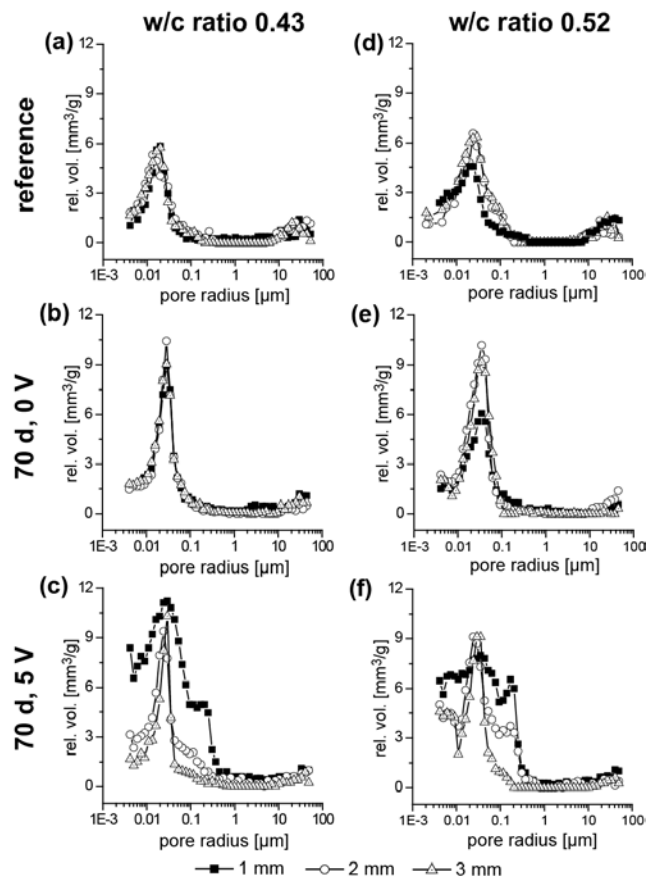 w/c ratio 0.43
w/c ratio 0.52
reference
(a)
rel. vol. [mm³/g]
12
9
6
3
0
1E-3 0.01 0.1 1 10 100
pore radius [µm]
(d)
rel. vol. [mm³/g]
12
9
6
3
0
1E-3 0.01 0.1 1 10 100
pore radius [µm]
70 d, 0 V
(b)
rel. vol. [mm³/g]
12
9
6
3
0
1E-3 0.01 0.1 1 10 100
pore radius [µm]
(e)
rel. vol. [mm³/g]
12
9
6
3
0
1E-3 0.01 0.1 1 10 100
pore radius [µm]
70 d, 5 V
(c)
rel. vol. [mm³/g]
12
9
6
3
0
1E-3 0.01 0.1 1 10 100
pore radius [µm]
(f)
rel. vol. [mm³/g]
12
9
6
3
0
1E-3 0.01 0.1 1 10 100
pore radius [µm]
1 mm 2 mm 3 mm